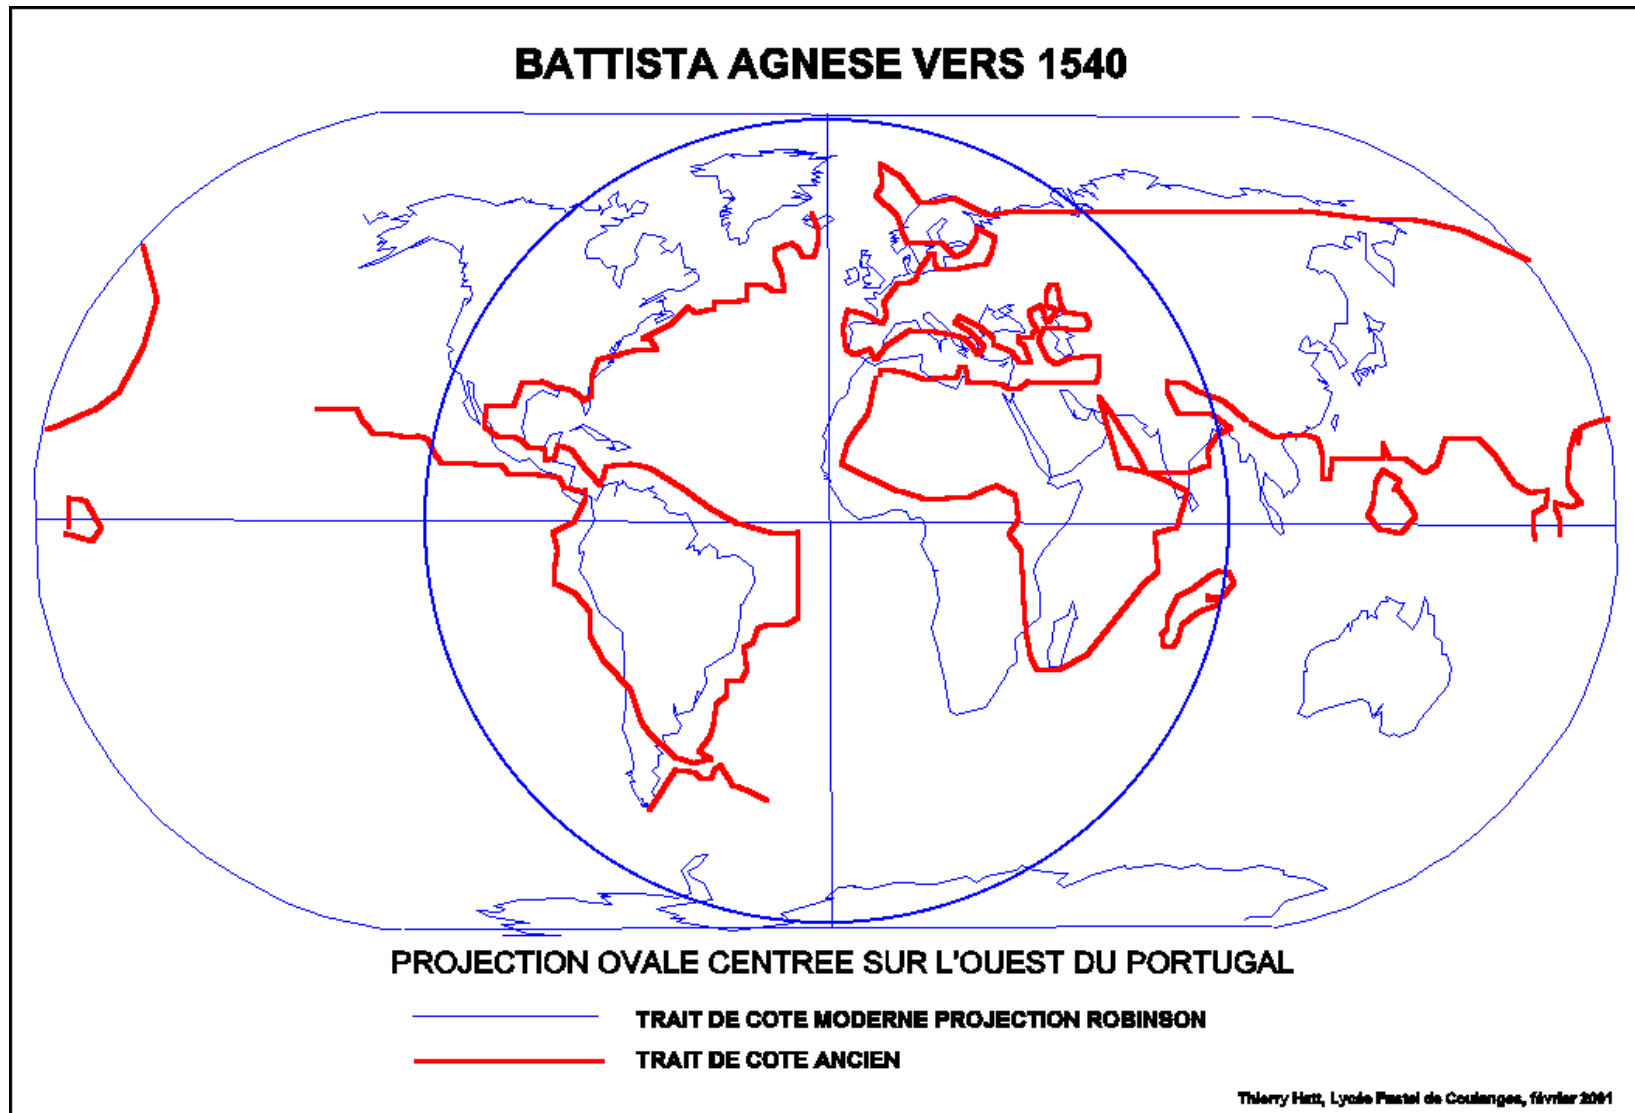 BATTISTA AGNESE VERS 1540
PROJECTION OVALE CENTREE SUR L'OUEST DU PORTUGAL
TRAIT DE COTE MODERNE PROJECTION ROBINSON
TRAIT DE COTE ANCIEN
Thierry Hatt, Lycée Fustel de Coulanges, février 2001